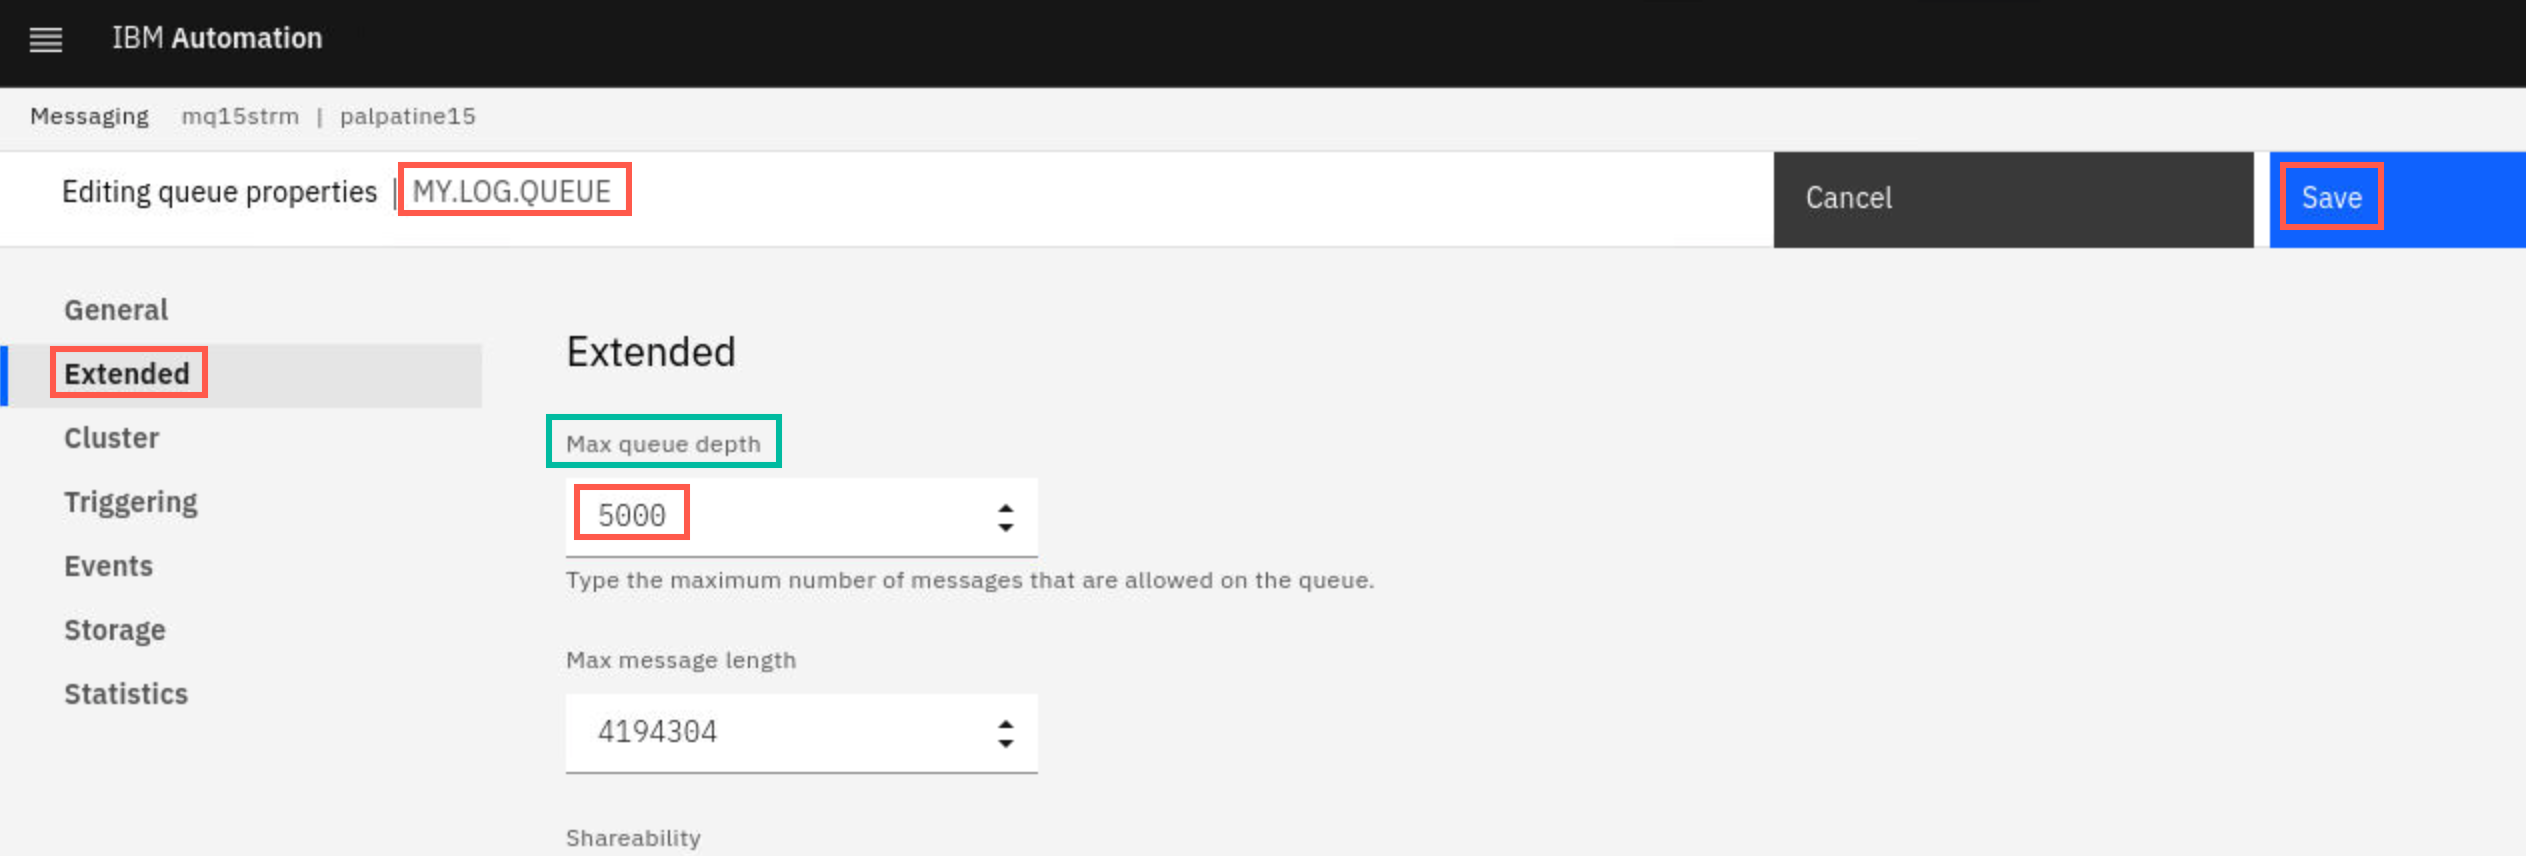 IBM Automation
Messaging mq15strm | palpatine15
Editing queue properties | MY.LOG.QUEUE
Cancel
Save
General
Extended
Cluster
Triggering
Events
Storage
Statistics
Extended
Max queue depth
5000
Type the maximum number of messages that are allowed on the queue.
Max message length
4194304
Shareability